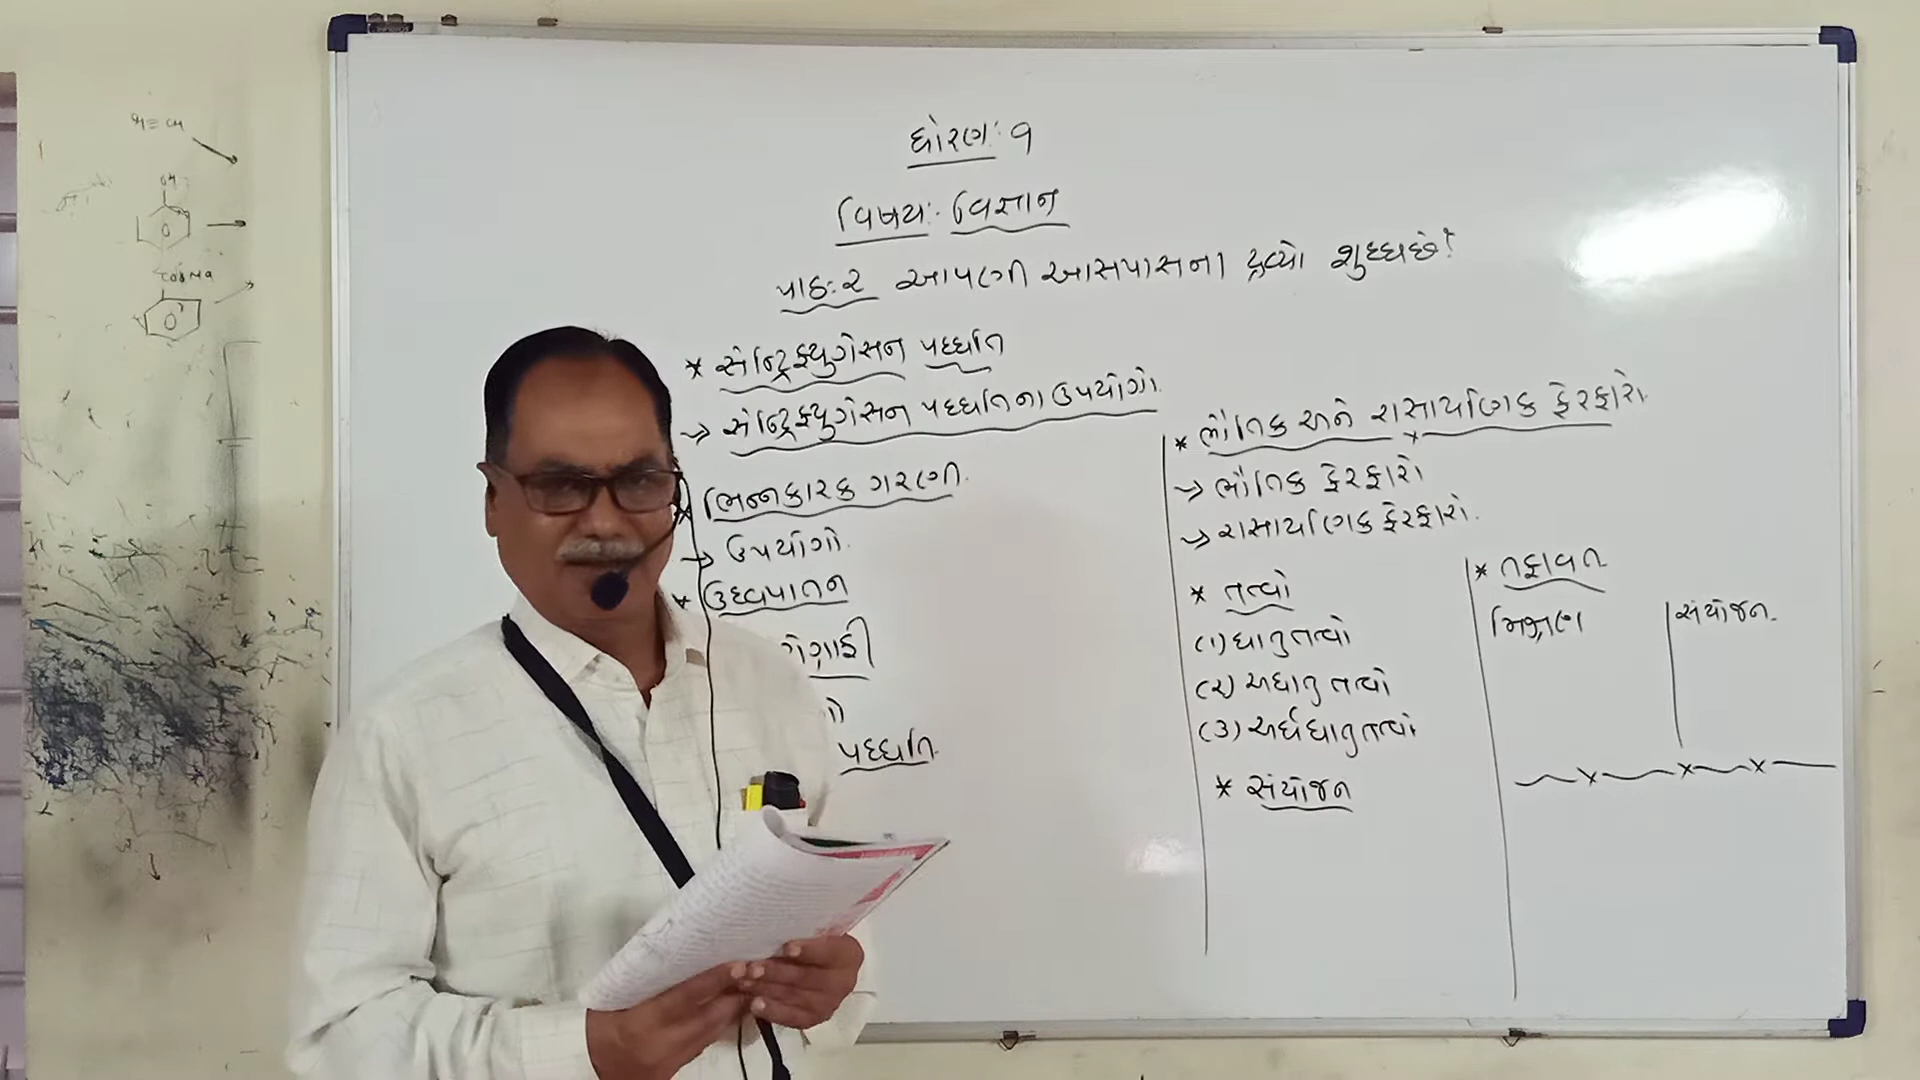 ધોરણ: ૧
વિષય: વિજ્ઞાન
પાઠ: ૨ આપણી આસપાસના દ્રવ્યો શુદ્ધ છે?
* સેન્ટ્રિફ્યુગેસન પદ્ધતિ
→ સેન્ટ્રિફ્યુગેસન પદ્ધતિના ઉપયોગો.
* ભિન્નકારક ગરણી.
→ ઉપયોગો.
* ઉર્ધ્વપાતન
ગ્રાફી
પદ્ધતિ.
* ભૌતિક અને રાસાયણિક ફેરફારો.
→ ભૌતિક ફેરફારો
→ રાસાયણિક ફેરફારો.
* તત્વો
(૧) ધાતુતત્વો
(૨) અધાતુ તત્વો
(૩) અર્ધધાતુતત્વો
* સંયોજન
* તફાવત
મિશ્રણ
સંયોજન.